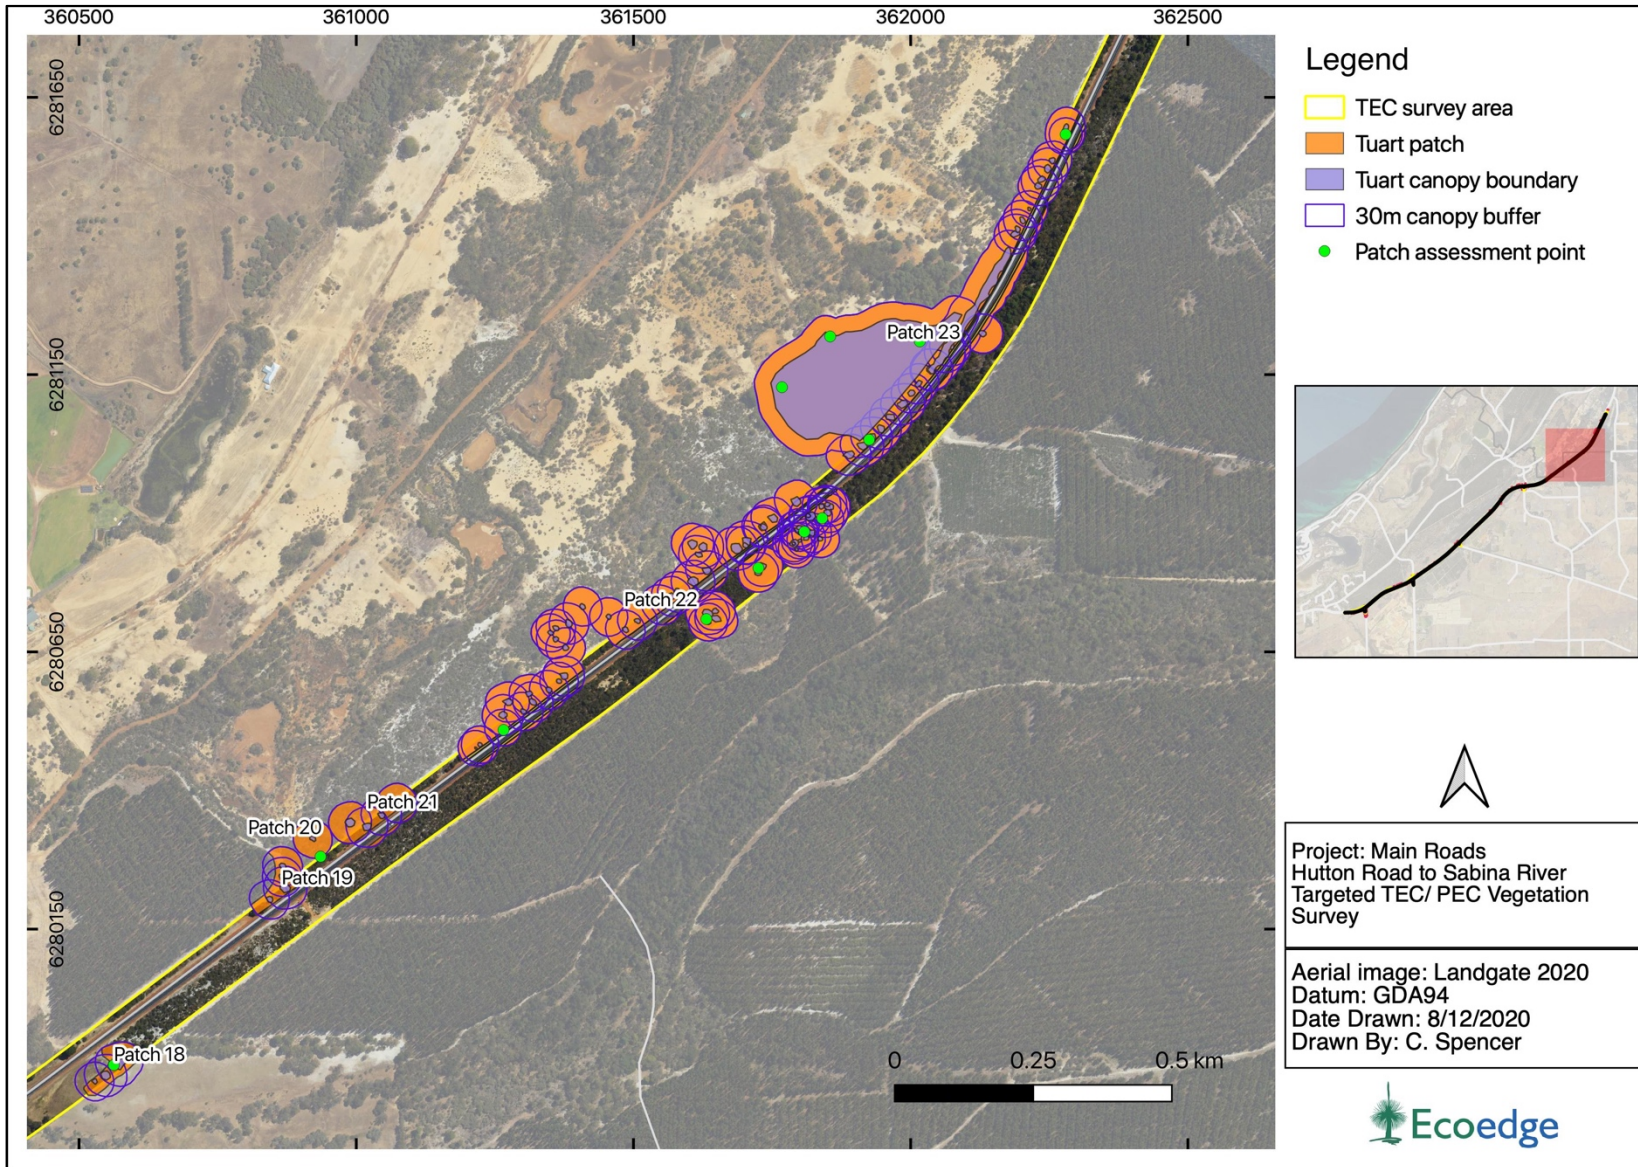 360500
361000
361500
362000
362500
6281650
6281150
6280650
6280150
Patch 23
Patch 22
Patch 21
Patch 20
Patch 19
Patch 18
0
0.25
0.5 km
Legend
TEC survey area
Tuart patch
Tuart canopy boundary
30m canopy buffer
Patch assessment point
Project: Main Roads
Hutton Road to Sabina River
Targeted TEC/ PEC Vegetation
Survey
Aerial image: Landgate 2020
Datum: GDA94
Date Drawn: 8/12/2020
Drawn By: C. Spencer
Ecoedge